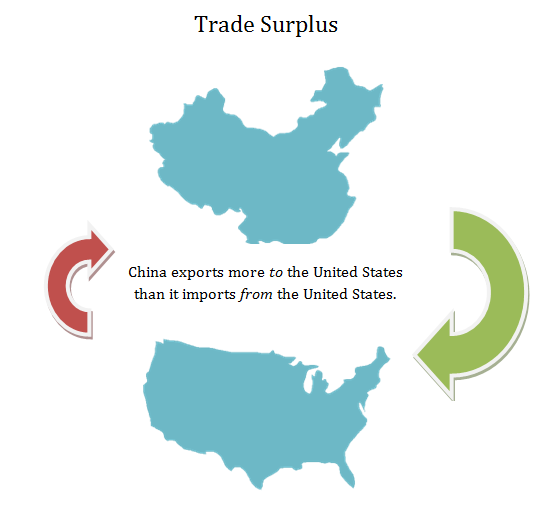 Trade Surplus
China exports more to the United States
than it imports from the United States.